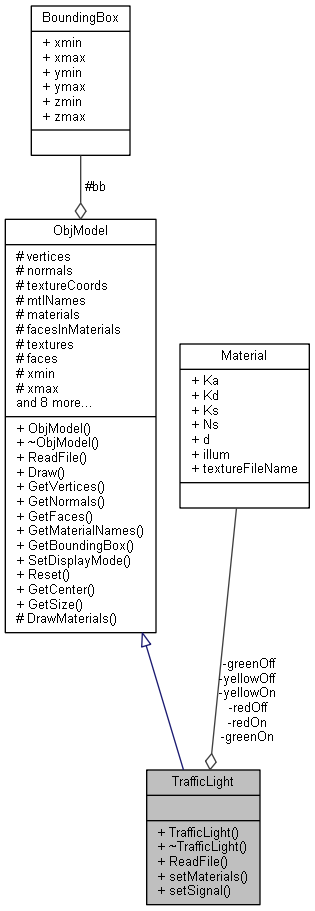 BoundingBox
+ xmin
+ xmax
+ ymin
+ ymax
+ zmin
+ zmax
#bb
ObjModel
# vertices
# normals
# textureCoords
# mtlNames
# materials
# facesInMaterials
# textures
# faces
# xmin
# xmax
and 8 more...
+ ObjModel()
+ ~ObjModel()
+ ReadFile()
+ Draw()
+ GetVertices()
+ GetNormals()
+ GetFaces()
+ GetMaterialNames()
+ GetBoundingBox()
+ SetDisplayMode()
+ Reset()
+ GetCenter()
+ GetSize()
# DrawMaterials()
Material
+ Ka
+ Kd
+ Ks
+ Ns
+ d
+ illum
+ textureFileName
-greenOff
-yellowOff
-yellowOn
-redOff
-redOn
-greenOn
TrafficLight
+ TrafficLight()
+ ~TrafficLight()
+ ReadFile()
+ setMaterials()
+ setSignal()